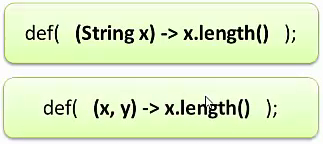 def( (String x) -> x.length() );
def( (x, y) -> x.length() );